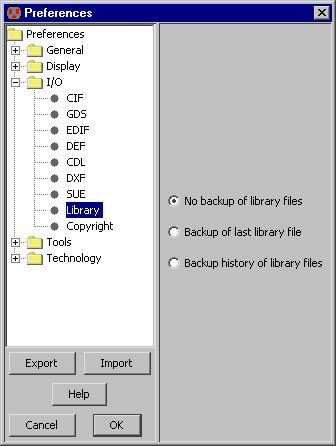 Preferences
Preferences
General
Display
I/O
CIF
GDS
EDIF
DEF
CDL
DXF
SUE
Library
Copyright
Tools
Technology
No backup of library files
Backup of last library file
Backup history of library files
Export Import
Help
Cancel OK